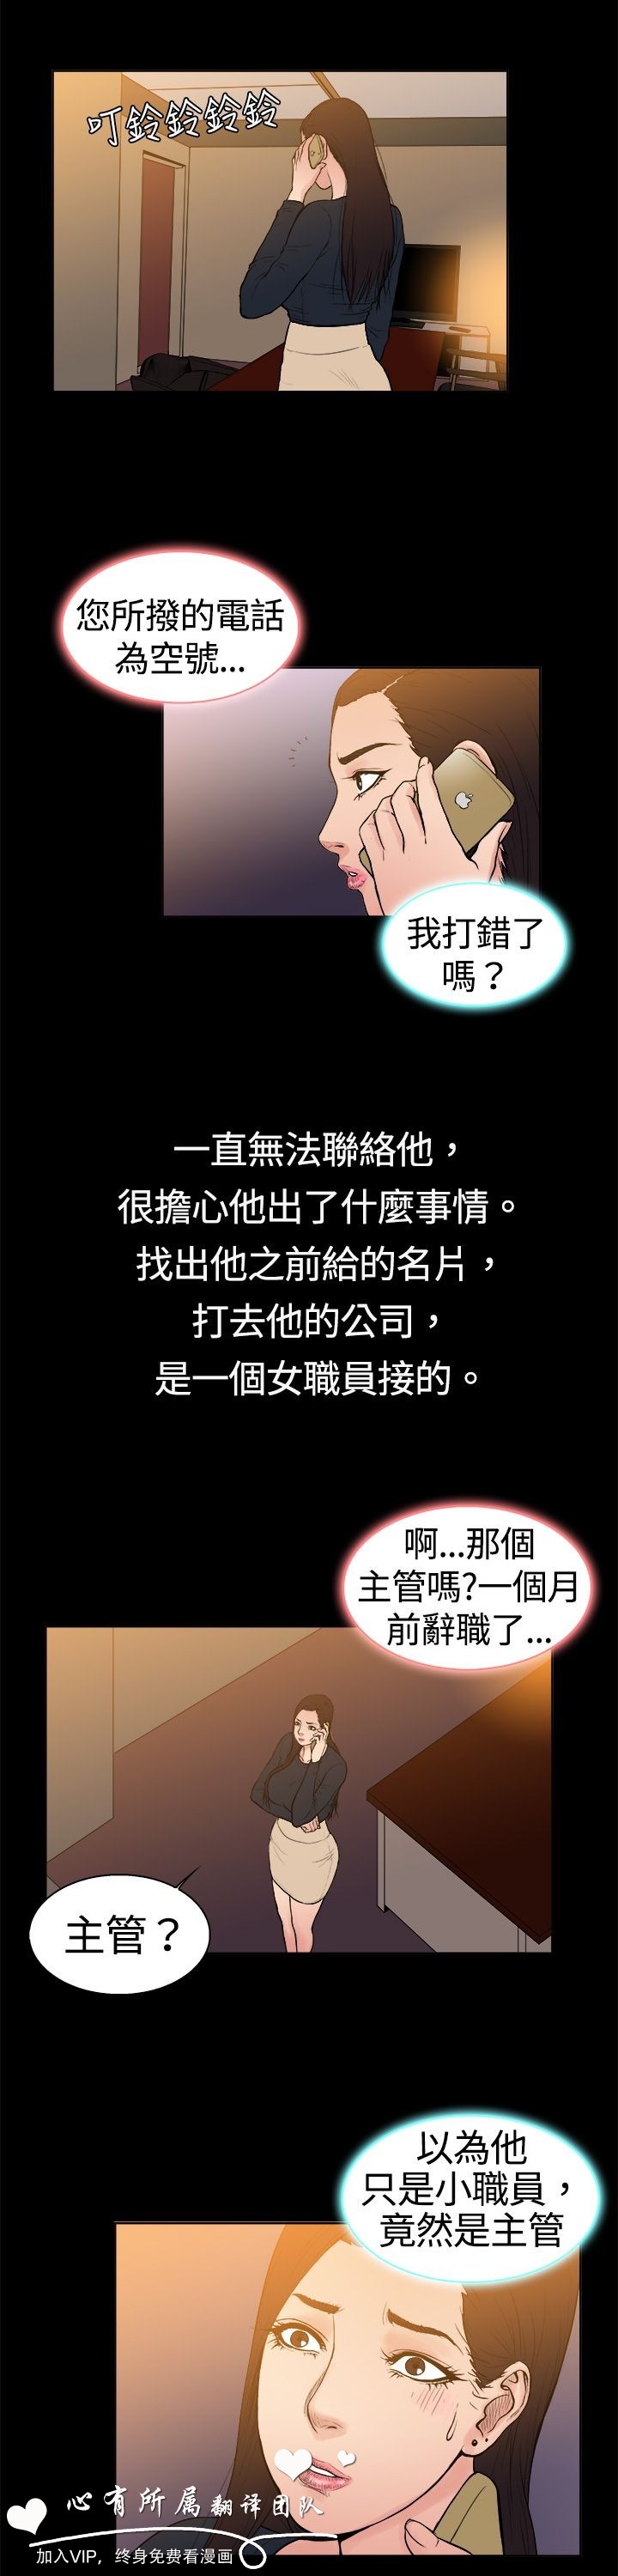 叮鈴鈴鈴鈴
您所撥的電話
為空號...
我打錯了
嗎？
一直無法聯絡他，
很擔心他出了什麼事情。
找出他之前給的名片，
打去他的公司，
是一個女職員接的。
啊...那個
主管嗎?一個月
前辭職了...
主管？
以為他
只是小職員，
竟然是主管
心有所属翻译团队
加入VIP，终身免费看漫画